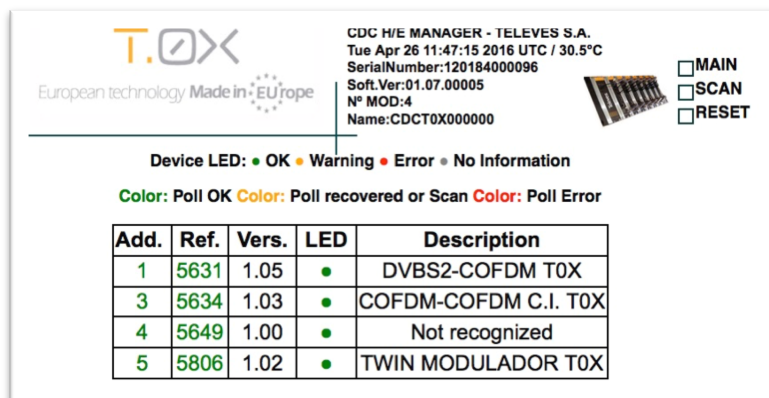 T.0X
European technology Made in EUrope
CDC H/E MANAGER - TELEVES S.A.
Tue Apr 26 11:47:15 2016 UTC / 30.5°C
SerialNumber:120184000096
Soft.Ver:01.07.00005
Nº MOD:4
Name:CDCT0X000000
MAIN
SCAN
RESET
Device LED: ● OK ● Warning ● Error ● No Information
Color: Poll OK Color: Poll recovered or Scan Color: Poll Error
Add. Ref. Vers. LED Description
1 5631 1.05 ● DVBS2-COFDM T0X
3 5634 1.03 ● COFDM-COFDM C.I. T0X
4 5649 1.00 ● Not recognized
5 5806 1.02 ● TWIN MODULADOR T0X